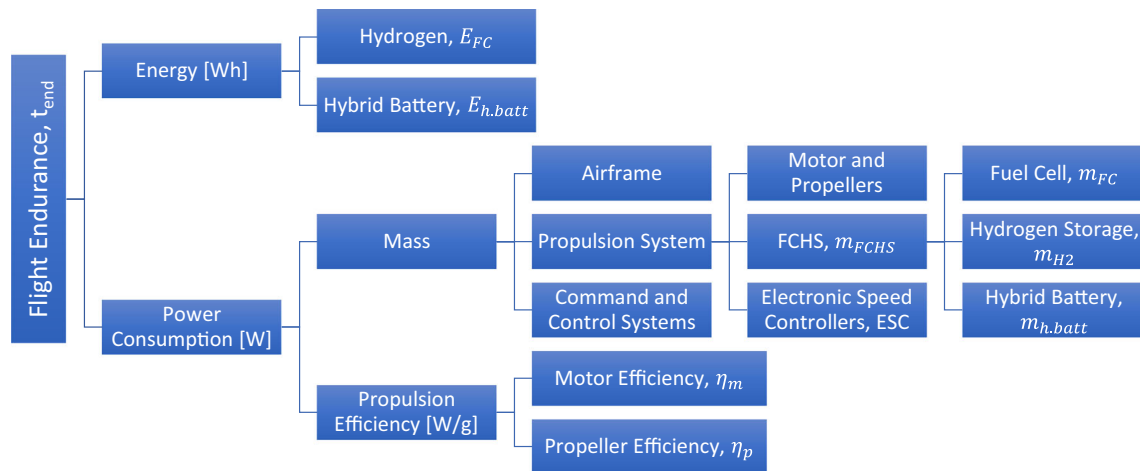 Flight Endurance, t_end
Energy [Wh]
Hydrogen, E_FC
Hybrid Battery, E_h.batt
Power
Consumption [W]
Mass
Airframe
Propulsion System
Motor and
Propellers
FCHS, m_FCHS
Fuel Cell, m_FC
Hydrogen Storage,
m_H2
Hybrid Battery,
m_h.batt
Electronic Speed
Controllers, ESC
Command and
Control Systems
Propulsion
Efficiency [W/g]
Motor Efficiency, η_m
Propeller Efficiency, η_p